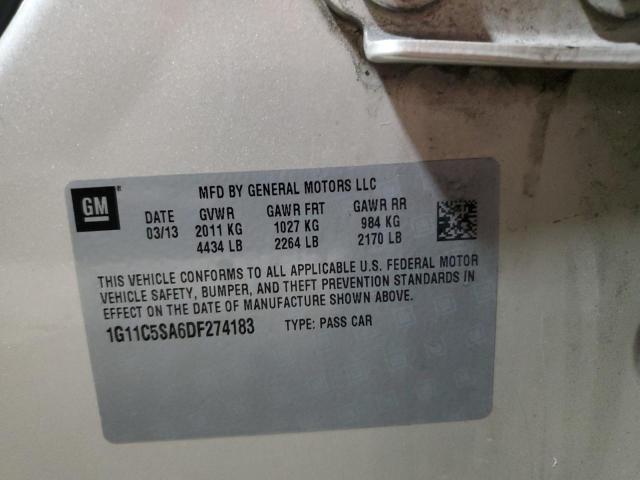 GM
MFD BY GENERAL MOTORS LLC
DATE GVWR GAWR FRT GAWR RR
03/13 2011 KG 1027 KG 984 KG
4434 LB 2264 LB 2170 LB
THIS VEHICLE CONFORMS TO ALL APPLICABLE U.S. FEDERAL MOTOR
VEHICLE SAFETY, BUMPER, AND THEFT PREVENTION STANDARDS IN
EFFECT ON THE DATE OF MANUFACTURE SHOWN ABOVE.
1G11C5SA6DF274183 TYPE: PASS CAR